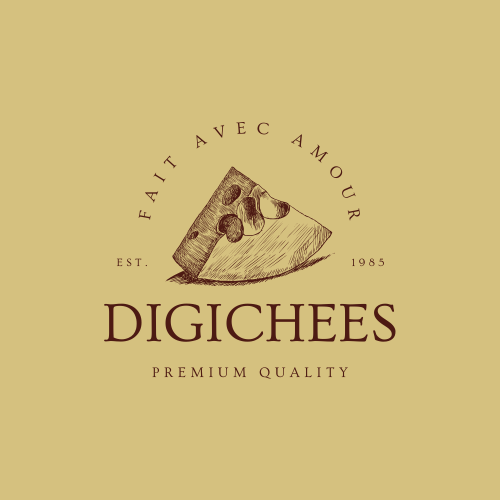 FAIT AVEC AMOUR
EST. 1985
DIGICHEES
PREMIUM QUALITY